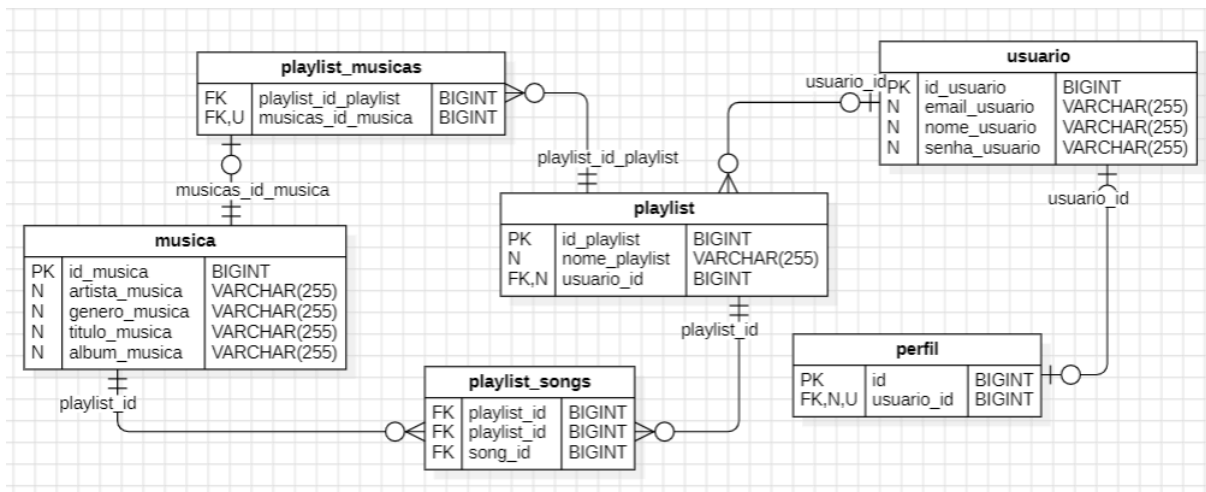 playlist_musicas
FK playlist_id_playlist BIGINT
FK,U musicas_id_musica BIGINT
usuario
PK id_usuario BIGINT
N email_usuario VARCHAR(255)
N nome_usuario VARCHAR(255)
N senha_usuario VARCHAR(255)
usuario_id
playlist_id_playlist
musicas_id_musica
usuario_id
playlist
PK id_playlist BIGINT
N nome_playlist VARCHAR(255)
FK,N usuario_id BIGINT
musica
PK id_musica BIGINT
N artista_musica VARCHAR(255)
N genero_musica VARCHAR(255)
N titulo_musica VARCHAR(255)
N album_musica VARCHAR(255)
playlist_id
perfil
PK id BIGINT
FK,N,U usuario_id BIGINT
playlist_id
playlist_songs
FK playlist_id BIGINT
FK playlist_id BIGINT
FK song_id BIGINT